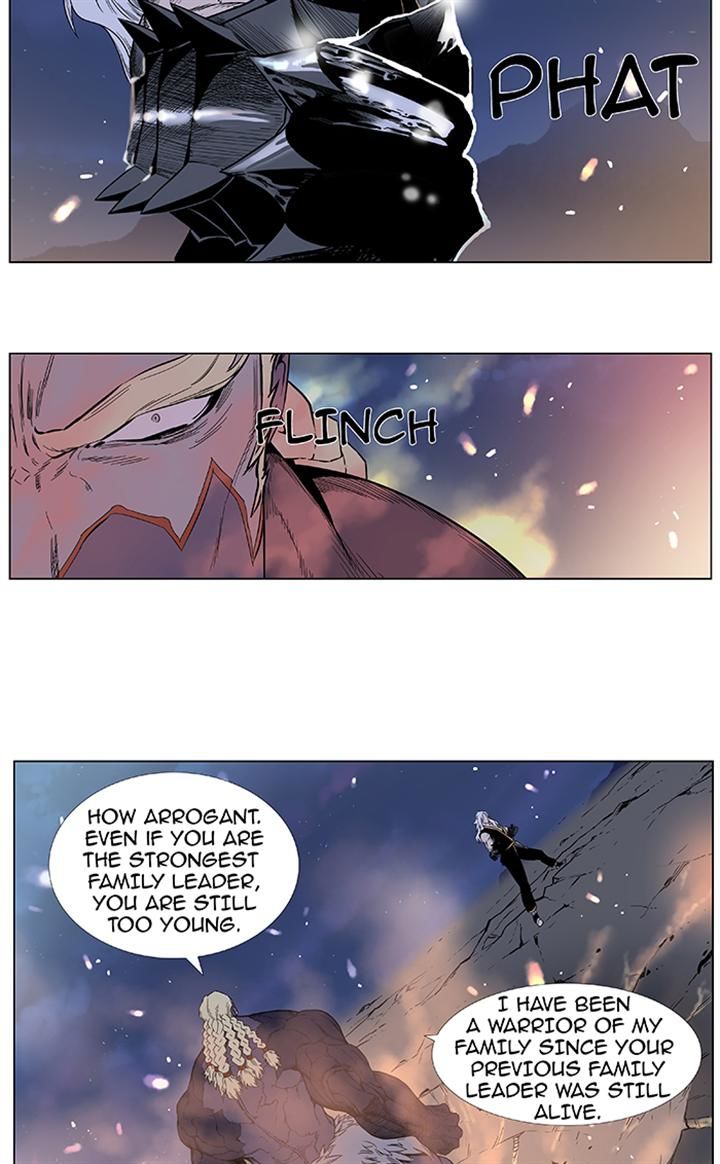 PHAT
FLINCH
HOW ARROGANT.
EVEN IF YOU ARE
THE STRONGEST
FAMILY LEADER,
YOU ARE STILL
TOO YOUNG.
I HAVE BEEN
A WARRIOR OF MY
FAMILY SINCE YOUR
PREVIOUS FAMILY
LEADER WAS STILL
ALIVE.